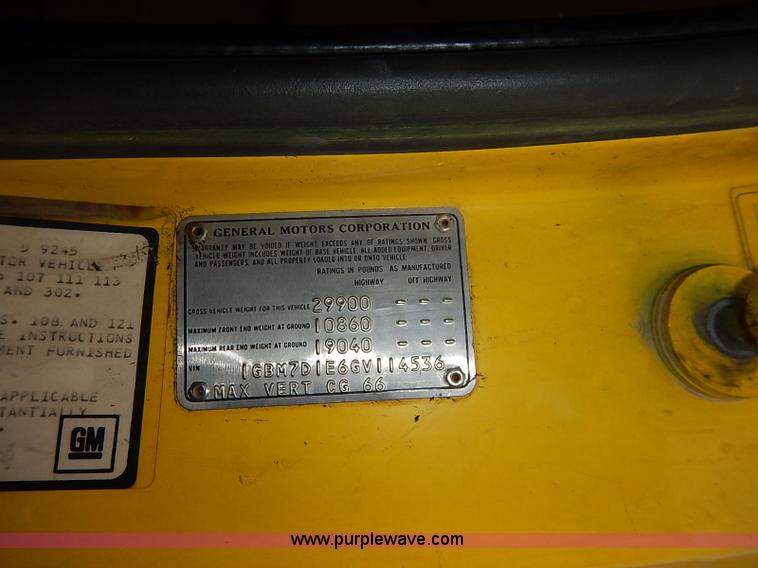 GENERAL MOTORS CORPORATION
WARRANTY MAY BE VOIDED IF WEIGHT EXCEEDS ANY OF RATINGS SHOWN. GROSS
VEHICLE WEIGHT INCLUDES WEIGHT OF BASE VEHICLE, ALL ADDED EQUIPMENT, DRIVER
AND PASSENGERS, AND ALL PROPERTY LOADED INTO OR ONTO VEHICLE
RATINGS IN POUNDS AS MANUFACTURED
HIGHWAY OFF HIGHWAY
GROSS VEHICLE WEIGHT FOR THIS VEHICLE 29900 - - -
MAXIMUM FRONT END WEIGHT AT GROUND 10860 - - -
MAXIMUM REAR END WEIGHT AT GROUND 19040 - - -
VIN 1GBM7D1E6GV114536
MAX VERT CG 66
9245
VEHICLE
107 111 113
AND 302.
108 AND 121
INSTRUCTIONS
FURNISHED
APPLICABLE
GM
www.purplewave.com